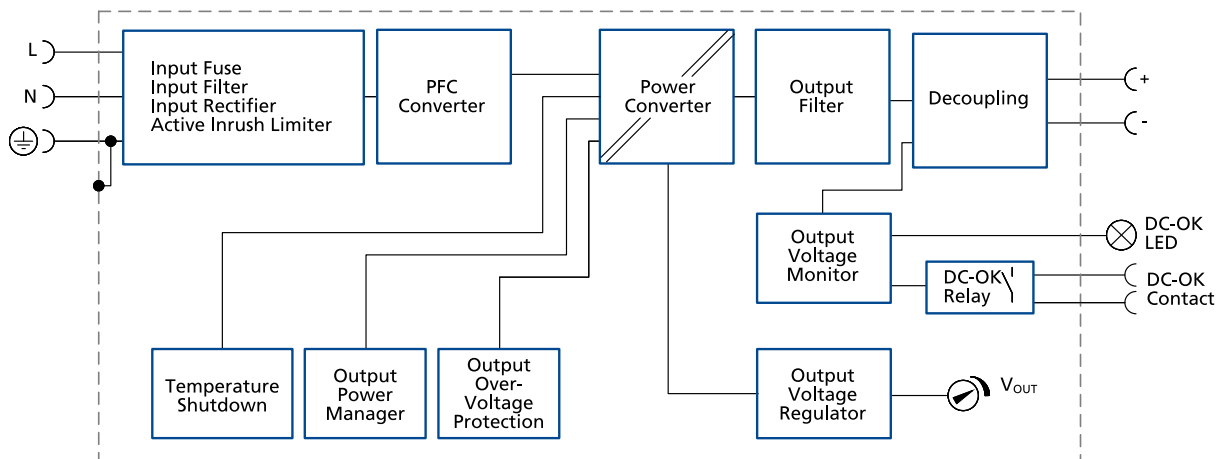 L
N
Input Fuse
Input Filter
Input Rectifier
Active Inrush Limiter
PFC
Converter
Power
Converter
Output
Filter
Decoupling
+
-
Output
Voltage
Monitor
DC-OK
LED
DC-OK
Relay
DC-OK
Contact
Temperature
Shutdown
Output
Power
Manager
Output
Over-
Voltage
Protection
Output
Voltage
Regulator
VOUT